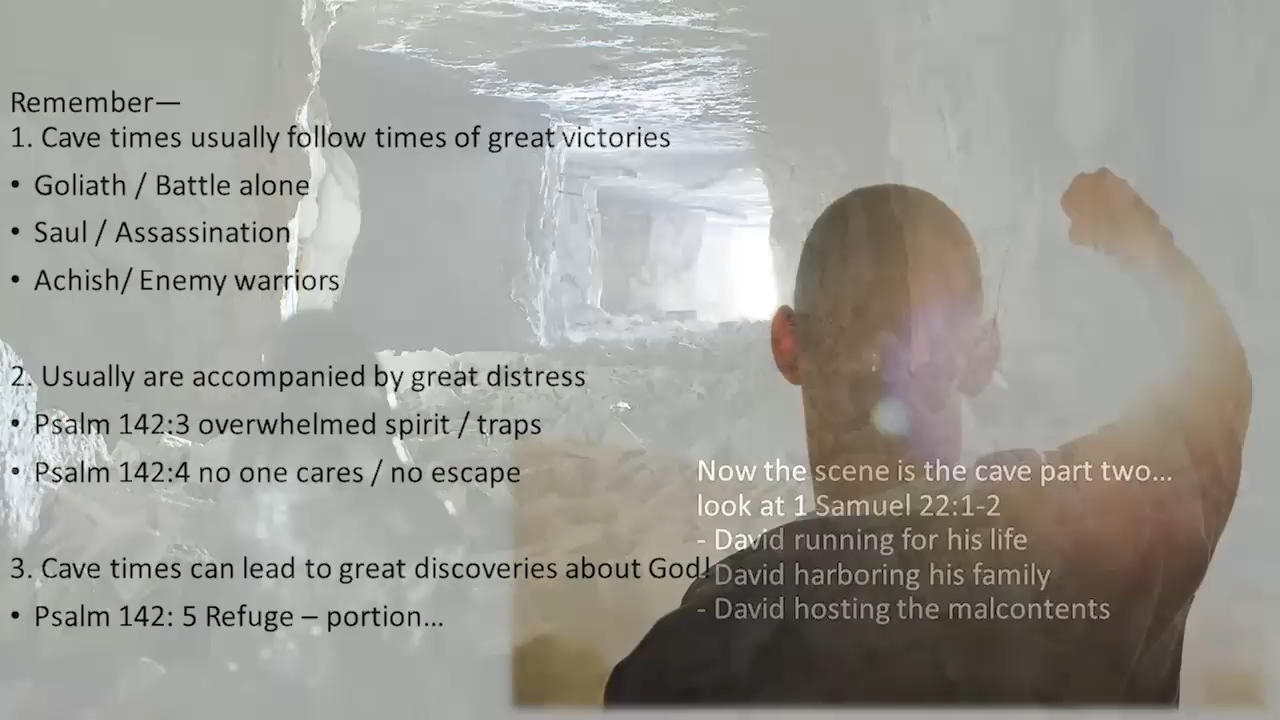 Remember—
1. Cave times usually follow times of great victories
• Goliath / Battle alone
• Saul / Assassination
• Achish/ Enemy warriors
2. Usually are accompanied by great distress
• Psalm 142:3 overwhelmed spirit / traps
• Psalm 142:4 no one cares / no escape
3. Cave times can lead to great discoveries about God!
• Psalm 142: 5 Refuge – portion…
Now the scene is the cave part two…
look at 1 Samuel 22:1-2
- David running for his life
- David harboring his family
- David hosting the malcontents